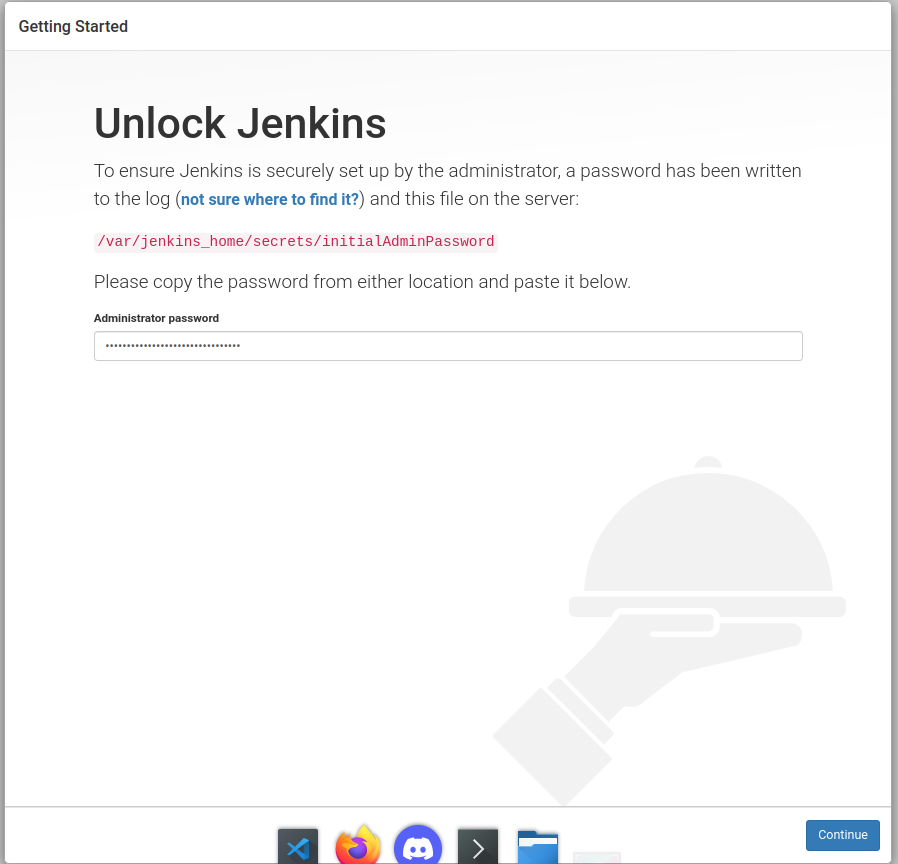 Getting Started
Unlock Jenkins
To ensure Jenkins is securely set up by the administrator, a password has been written
to the log (not sure where to find it?) and this file on the server:
/var/jenkins_home/secrets/initialAdminPassword
Please copy the password from either location and paste it below.
Administrator password
••••••••••••••••••••••••••••••••
Continue